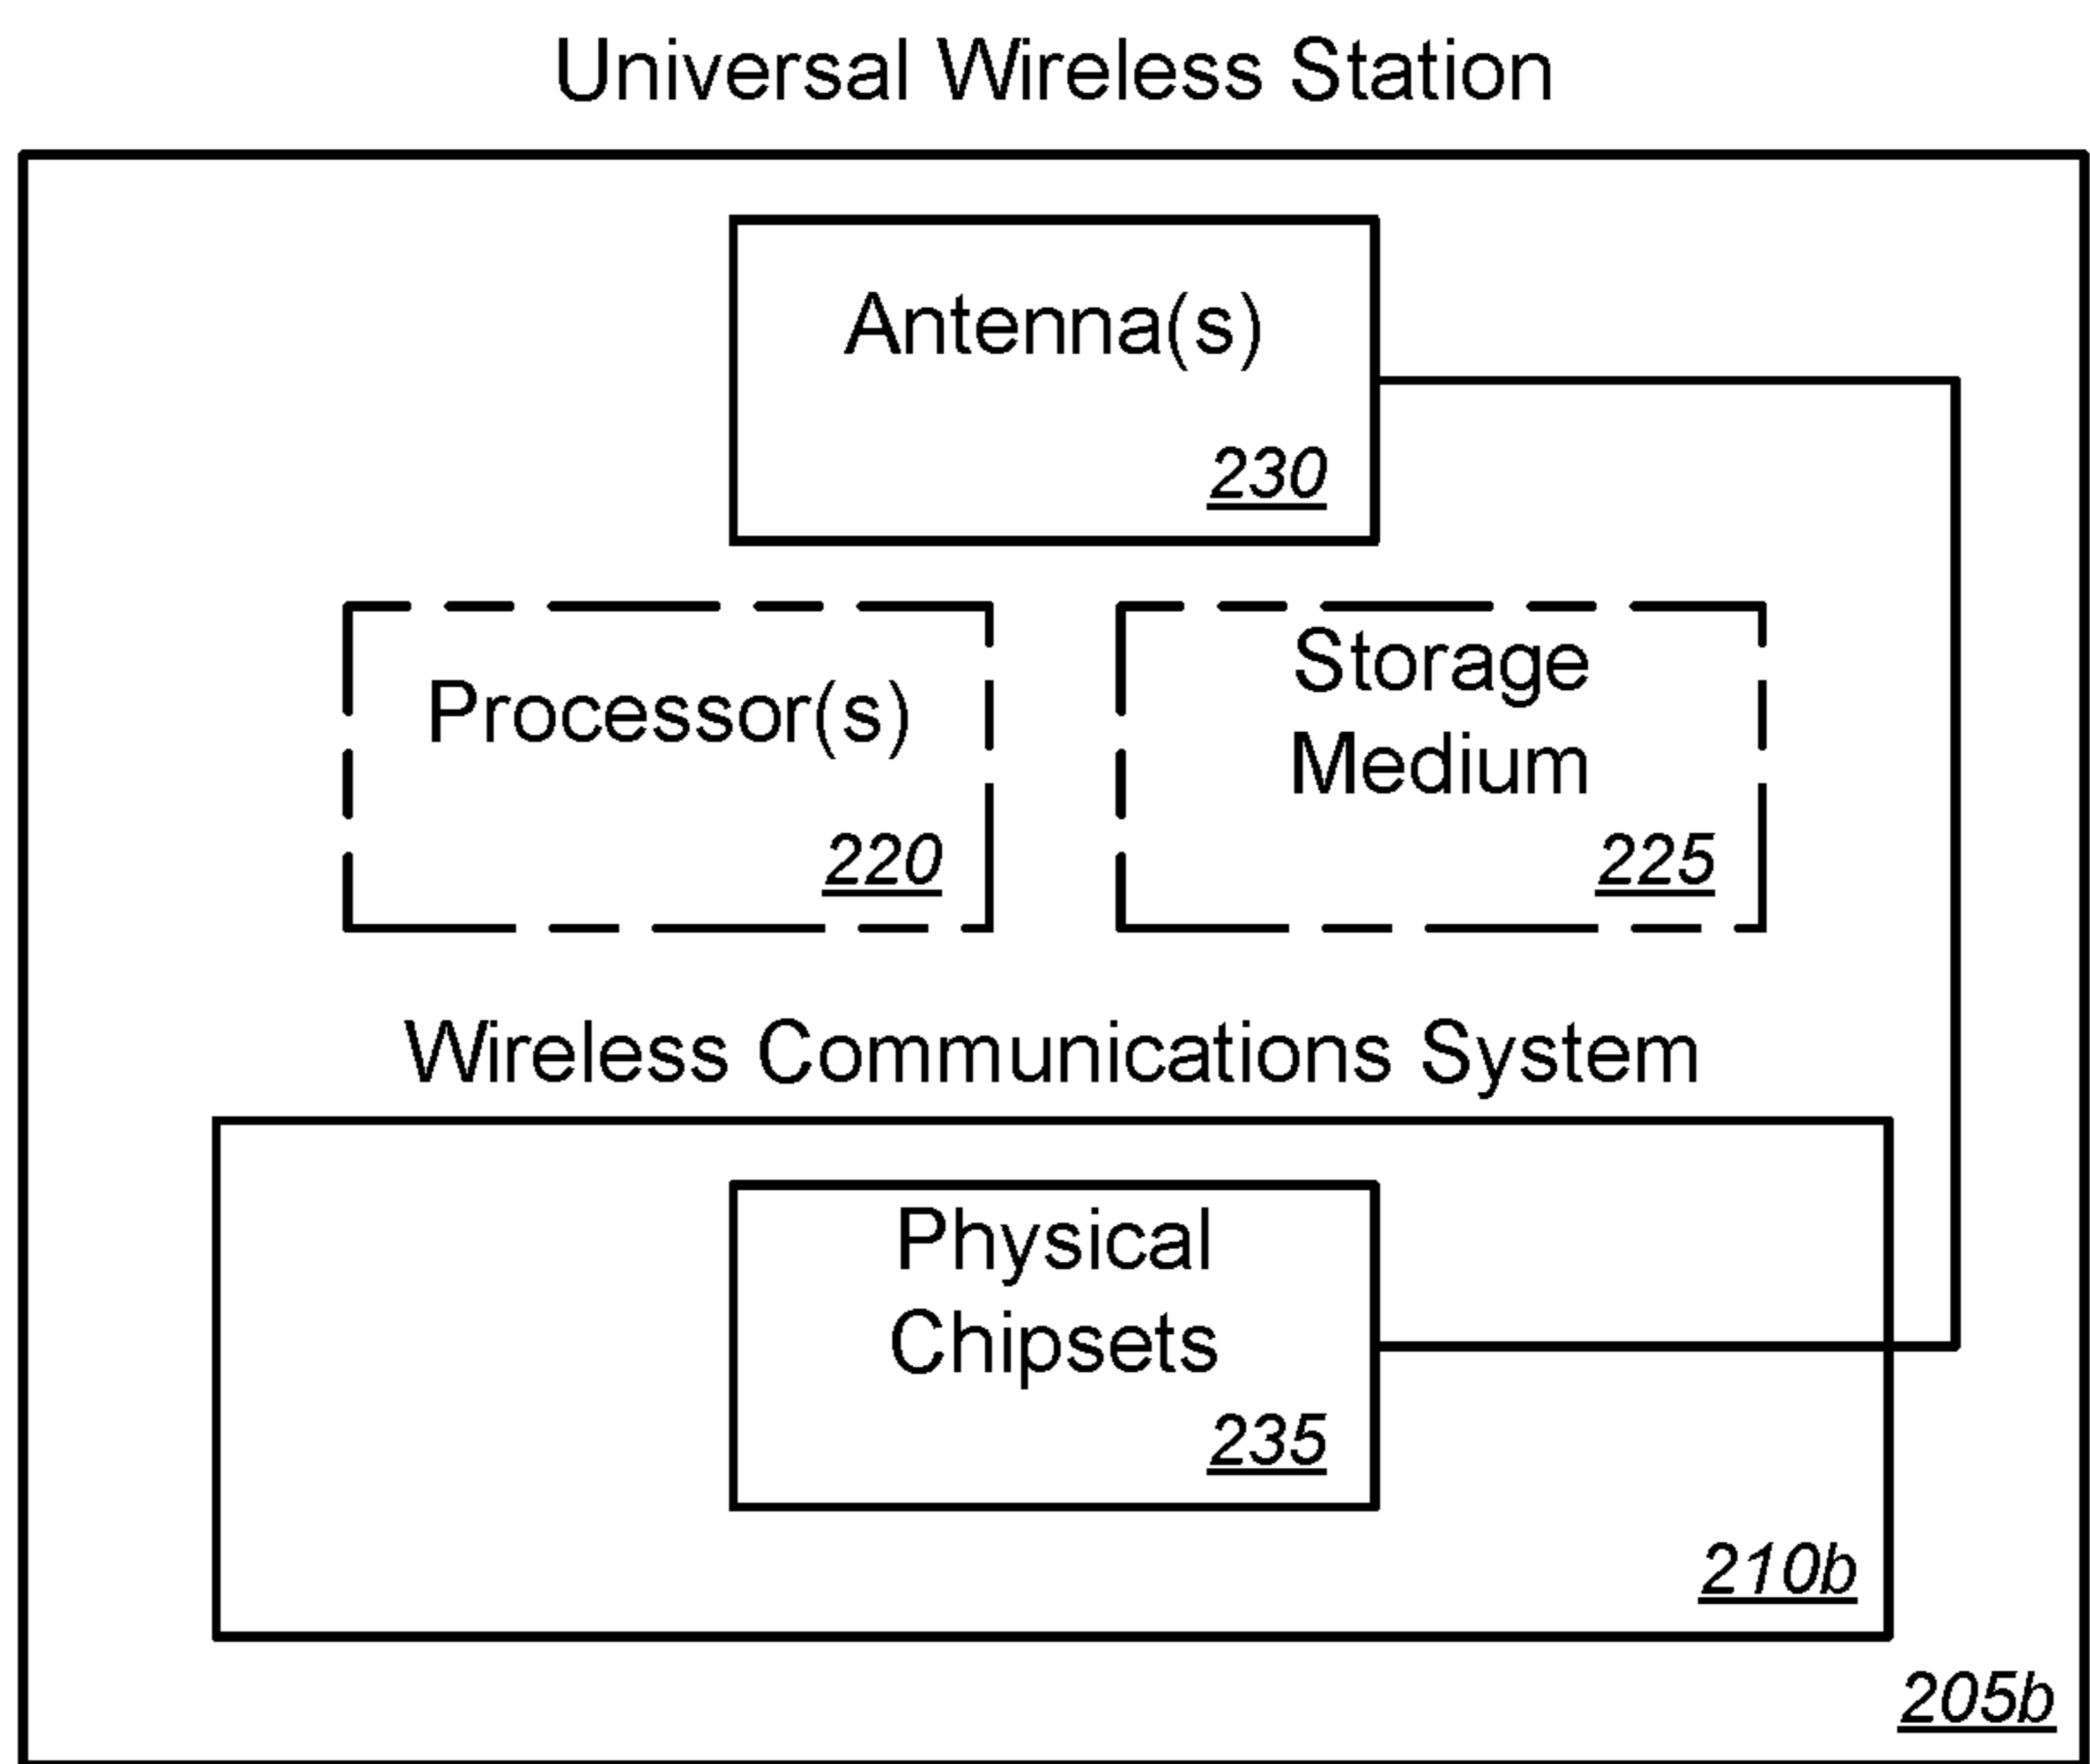 Universal Wireless Station
Antenna(s)
230
Processor(s)
220
Storage
Medium
225
Wireless Communications System
Physical
Chipsets
235
210b
205b